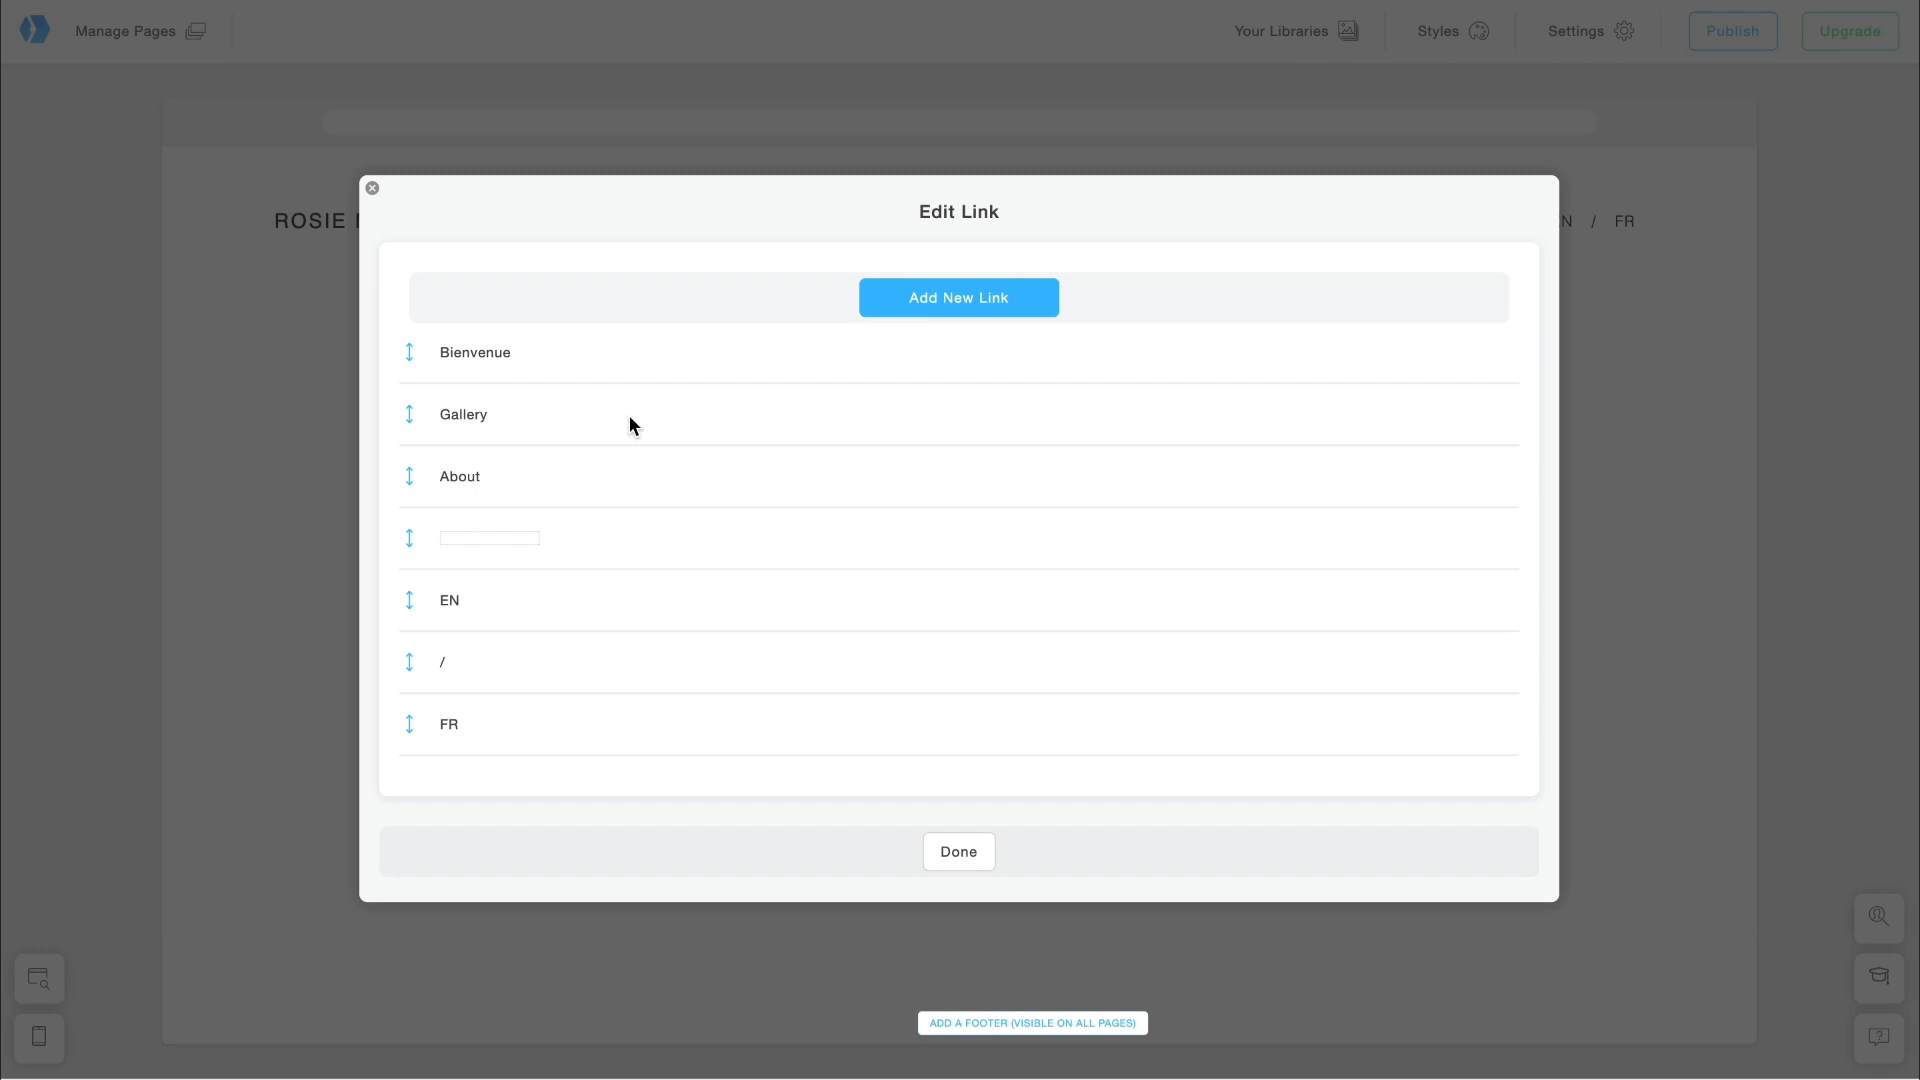 Manage Pages
Your Libraries
Styles
Settings
Publish
Upgrade
ROSIE
/ FR
Edit Link
Add New Link
Bienvenue
Gallery
About
EN
/
FR
Done
ADD A FOOTER (VISIBLE ON ALL PAGES)